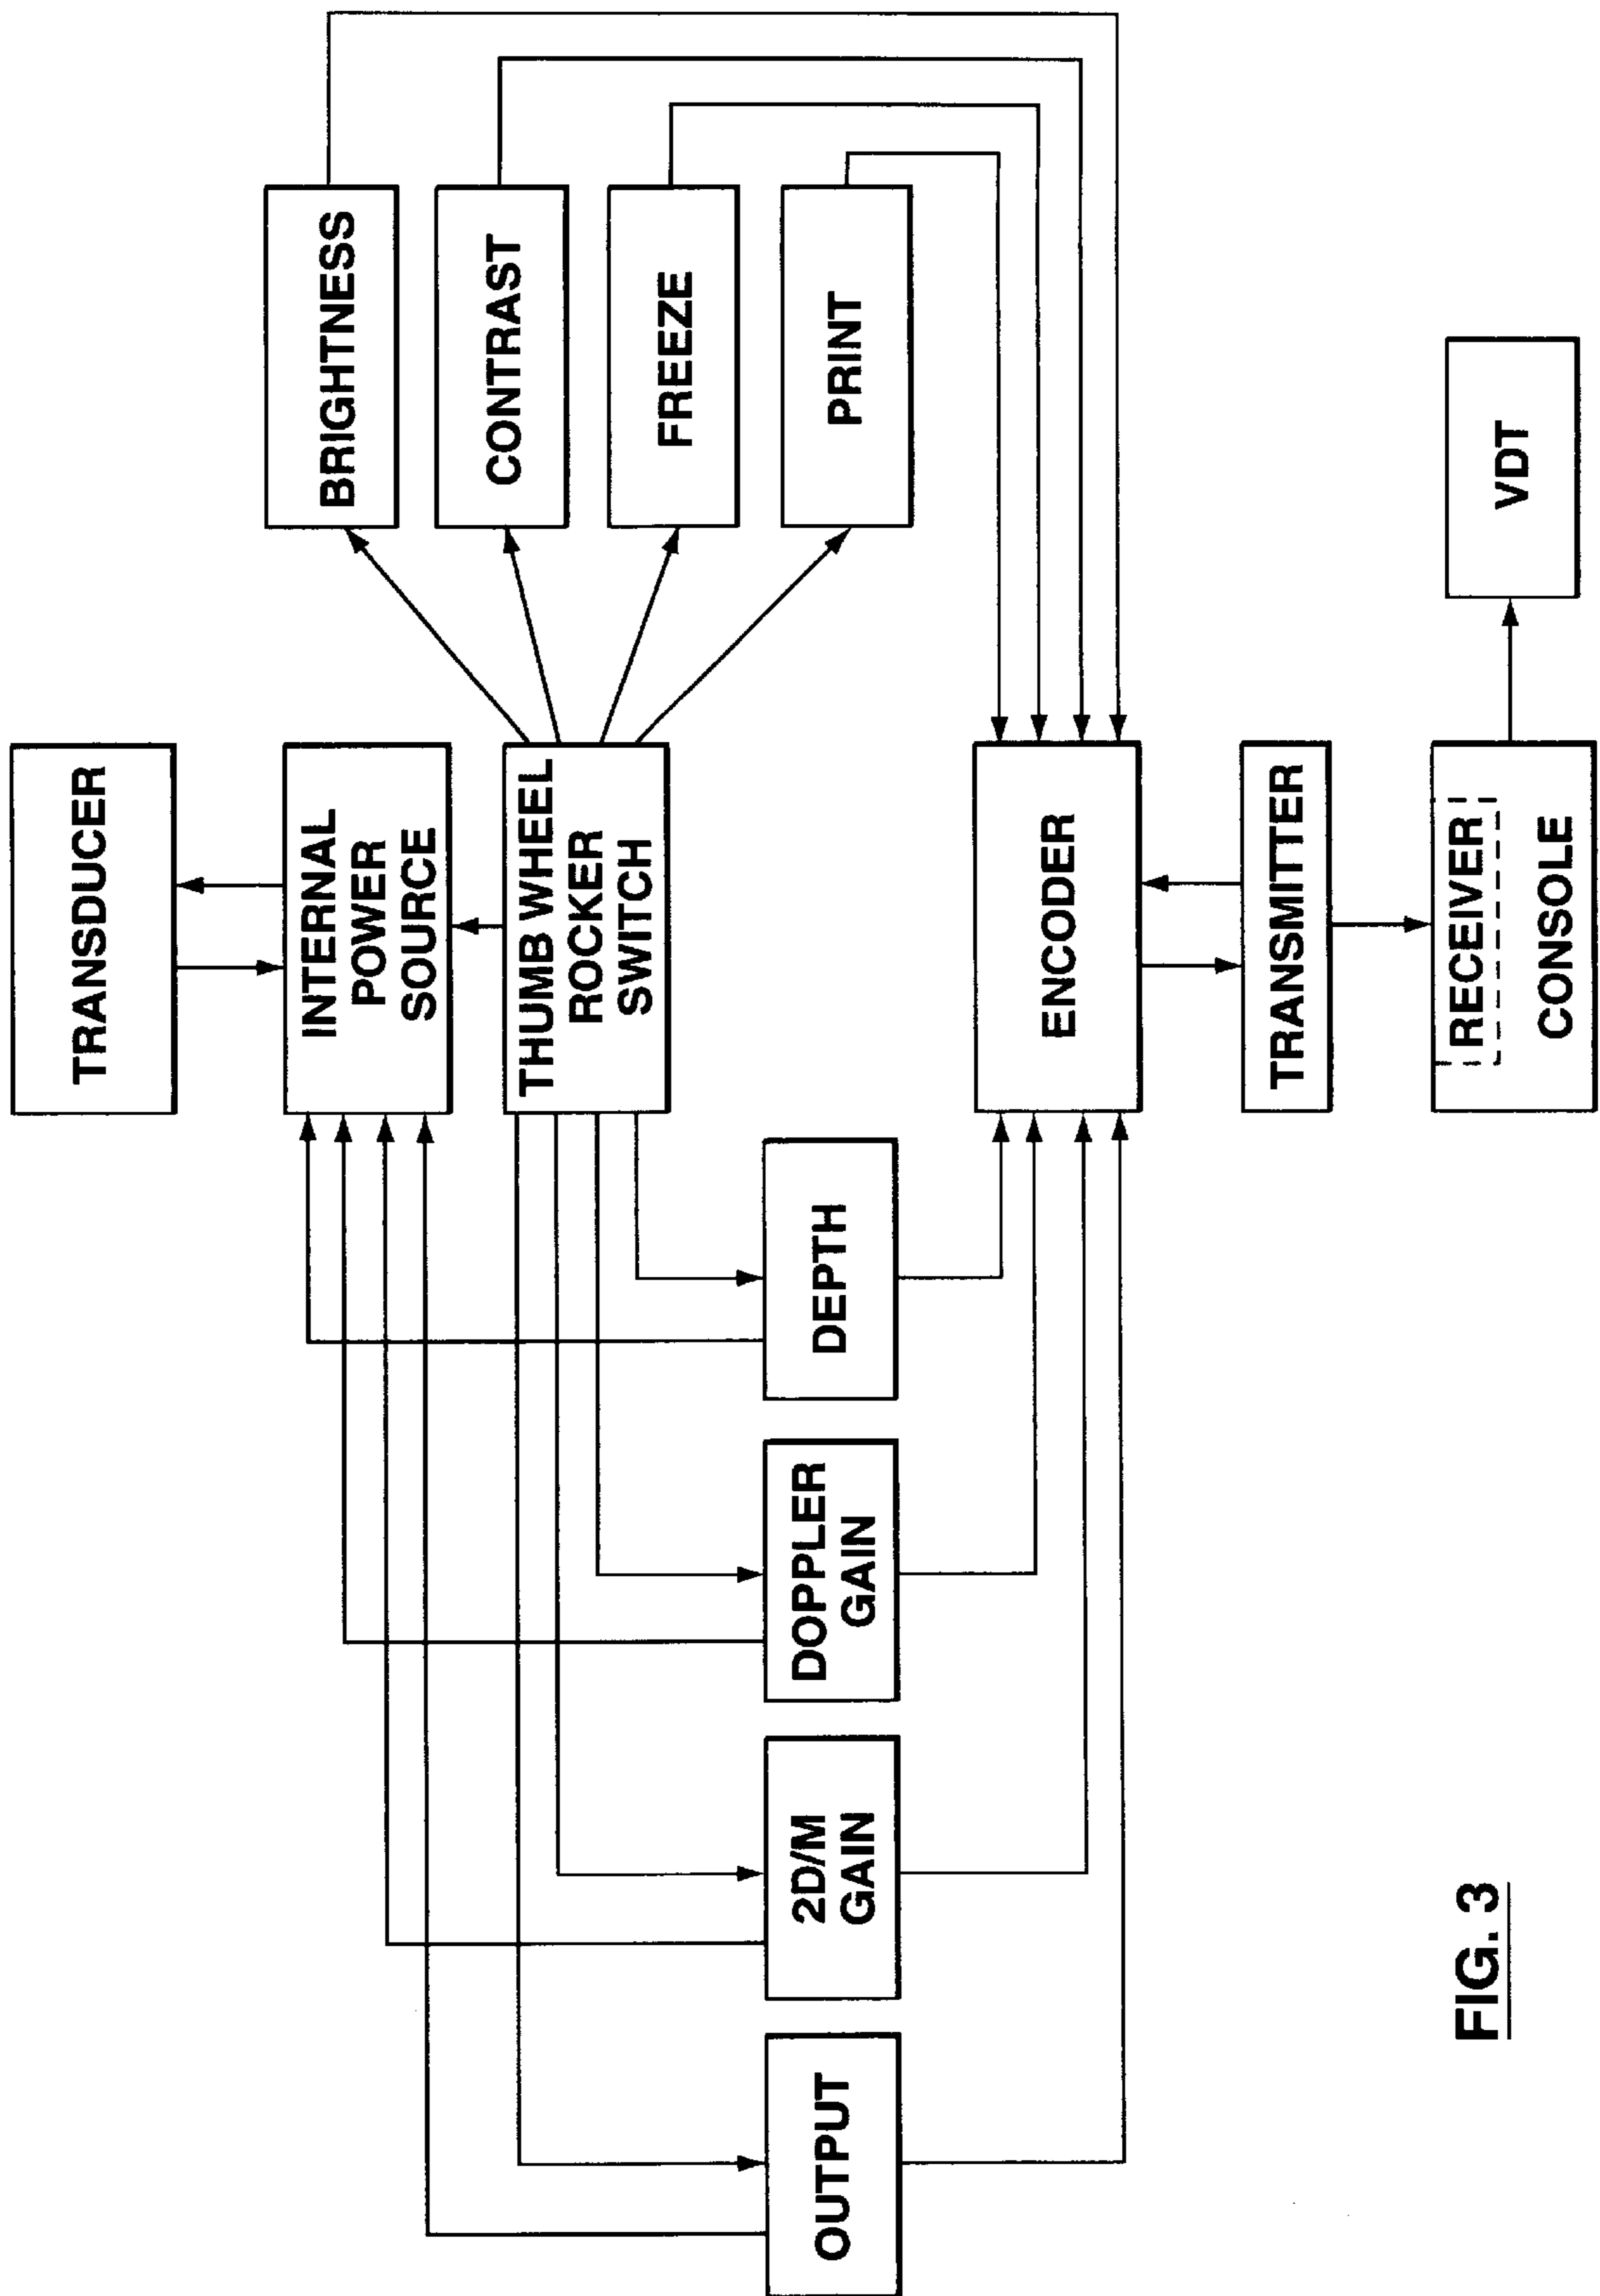 TRANSDUCER
INTERNAL
POWER
SOURCE
THUMB WHEEL
ROCKER
SWITCH
BRIGHTNESS
CONTRAST
FREEZE
PRINT
OUTPUT
2D/M
GAIN
DOPPLER
GAIN
DEPTH
ENCODER
TRANSMITTER
RECEIVER
CONSOLE
VDT
FIG. 3